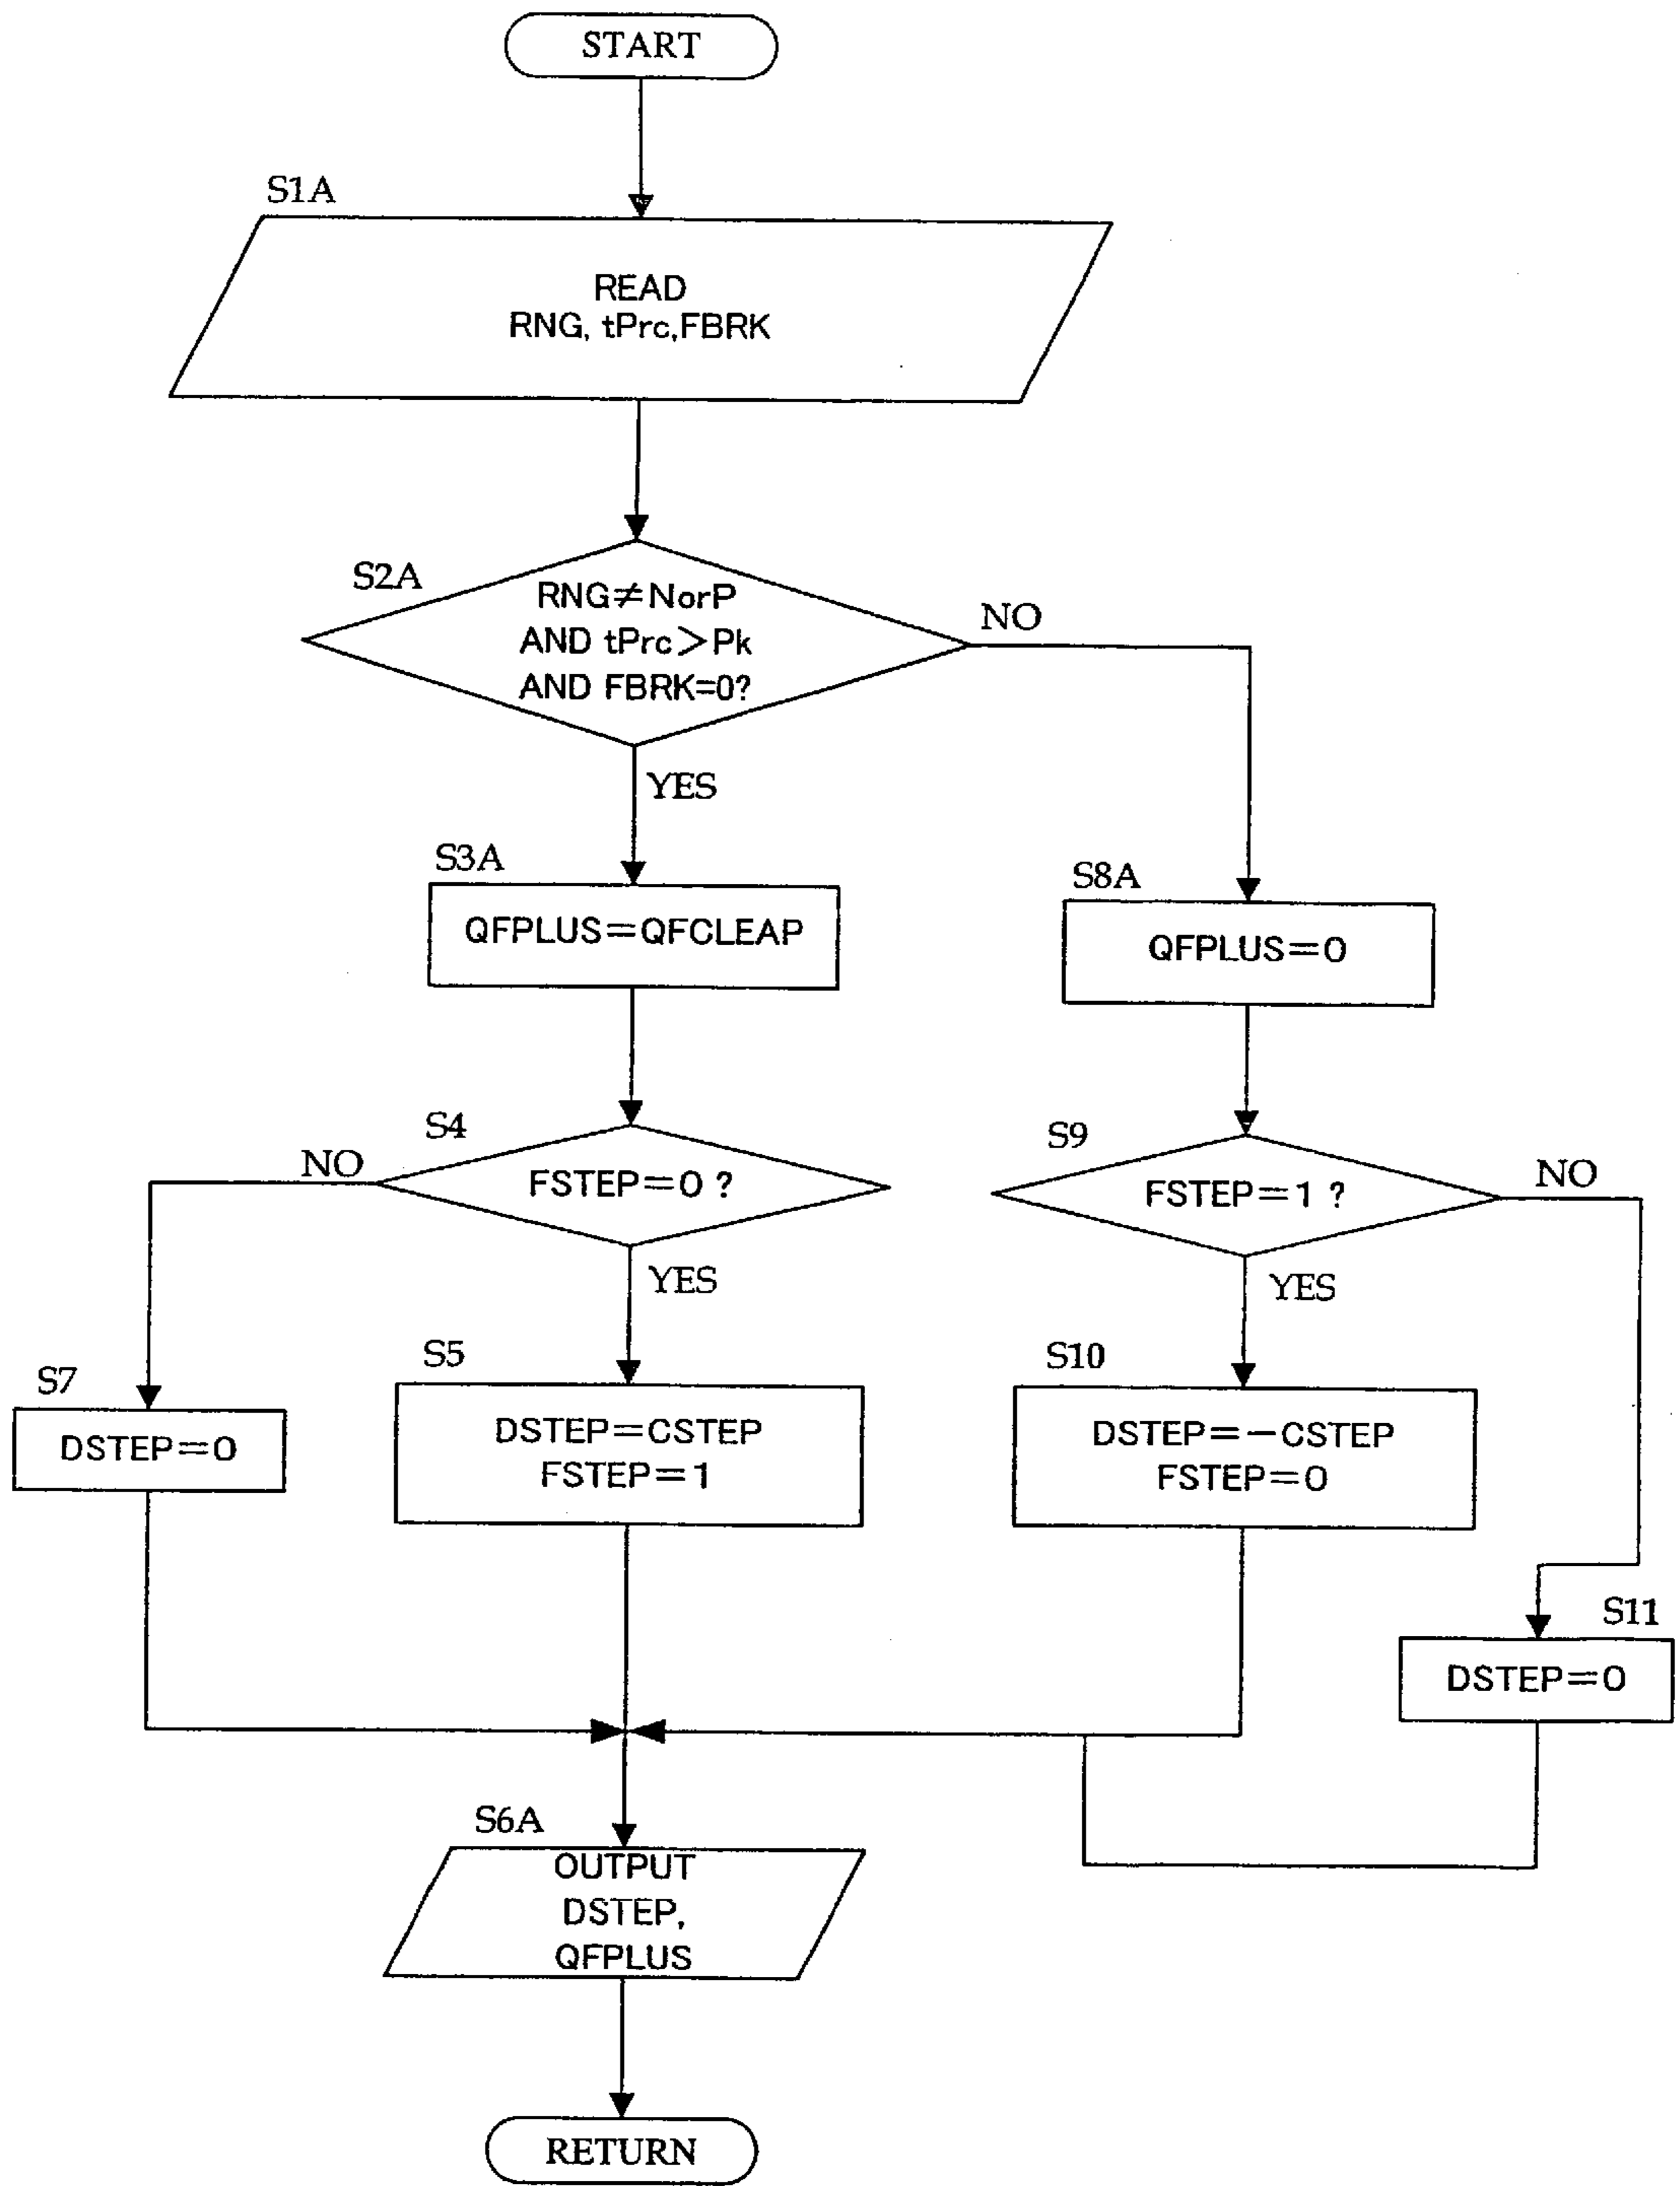 START
S1A
READ
RNG, tPrc,FBRK
S2A
RNG≠NorP
AND tPrc>Pk
AND FBRK=0?
NO
YES
S3A
QFPLUS=QFCLEAP
S8A
QFPLUS=0
S4
NO
FSTEP=0 ?
YES
S9
FSTEP=1 ?
NO
YES
S7
DSTEP=0
S5
DSTEP=CSTEP
FSTEP=1
S10
DSTEP=-CSTEP
FSTEP=0
S11
DSTEP=0
S6A
OUTPUT
DSTEP,
QFPLUS
RETURN